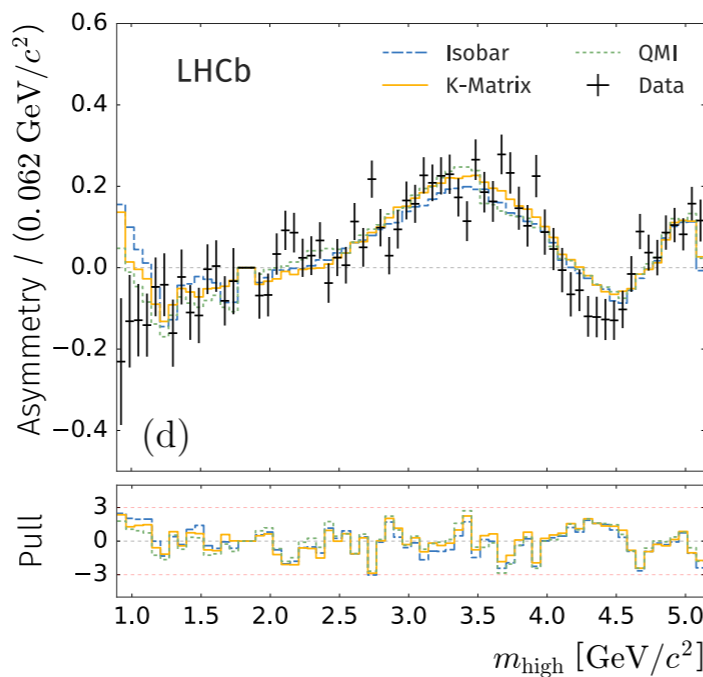 Asymmetry / (0. 062 GeV/c²)
0.6
0.4
0.2
0.0
−0.2
−0.4
LHCb
Isobar
QMI
K-Matrix
Data
(d)
Pull
3
0
−3
1.0 1.5 2.0 2.5 3.0 3.5 4.0 4.5 5.0
m_high [GeV/c²]